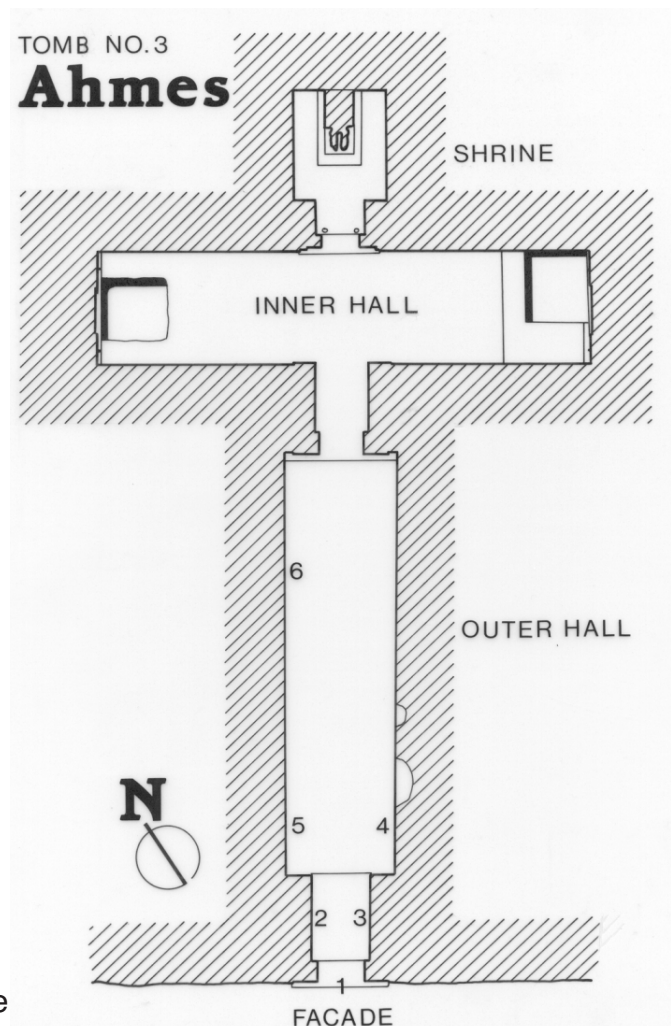 TOMB NO. 3
Ahmes
SHRINE
INNER HALL
6
OUTER HALL
N
5 4
2 3
1
e
FACADE